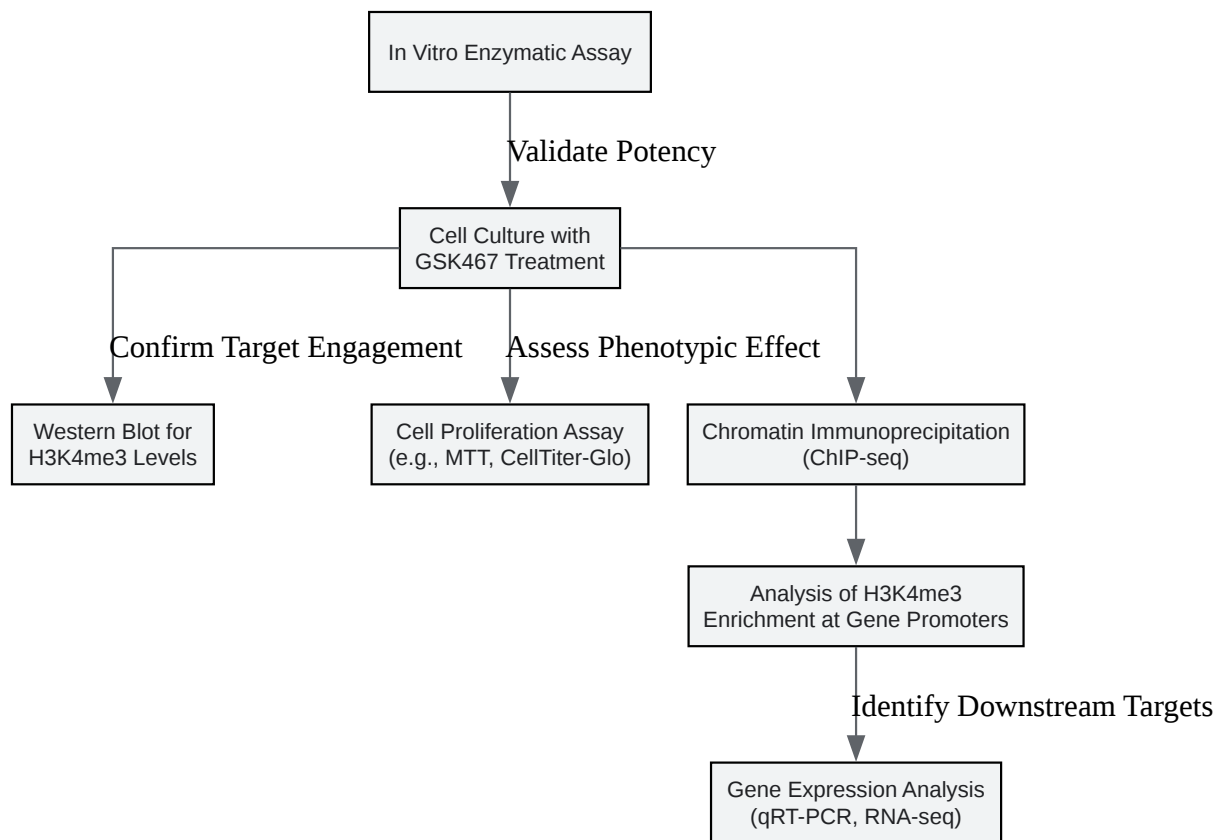 In Vitro Enzymatic Assay
Validate Potency
Cell Culture with
GSK467 Treatment
Confirm Target Engagement
Assess Phenotypic Effect
Western Blot for
H3K4me3 Levels
Cell Proliferation Assay
(e.g., MTT, CellTiter-Glo)
Chromatin Immunoprecipitation
(ChIP-seq)
Analysis of H3K4me3
Enrichment at Gene Promoters
Identify Downstream Targets
Gene Expression Analysis
(qRT-PCR, RNA-seq)